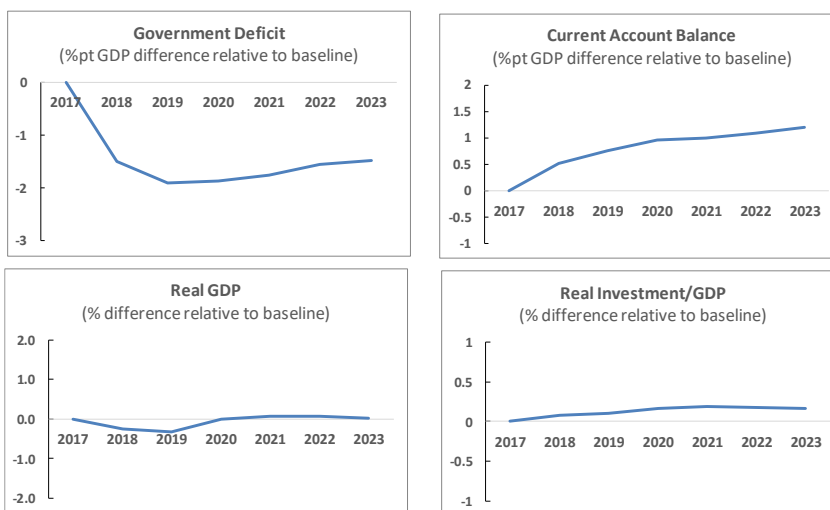 Government Deficit
(%pt GDP difference relative to baseline)
0
2017 2018 2019 2020 2021 2022 2023
-1
-2
-3
Current Account Balance
(%pt GDP difference relative to baseline)
2
1.5
1
0.5
0
2017 2018 2019 2020 2021 2022 2023
-0.5
-1
Real GDP
(% difference relative to baseline)
2.0
1.0
0.0
2017 2018 2019 2020 2021 2022 2023
-1.0
-2.0
Real Investment/GDP
(% difference relative to baseline)
1
0.5
0
2017 2018 2019 2020 2021 2022 2023
-0.5
-1